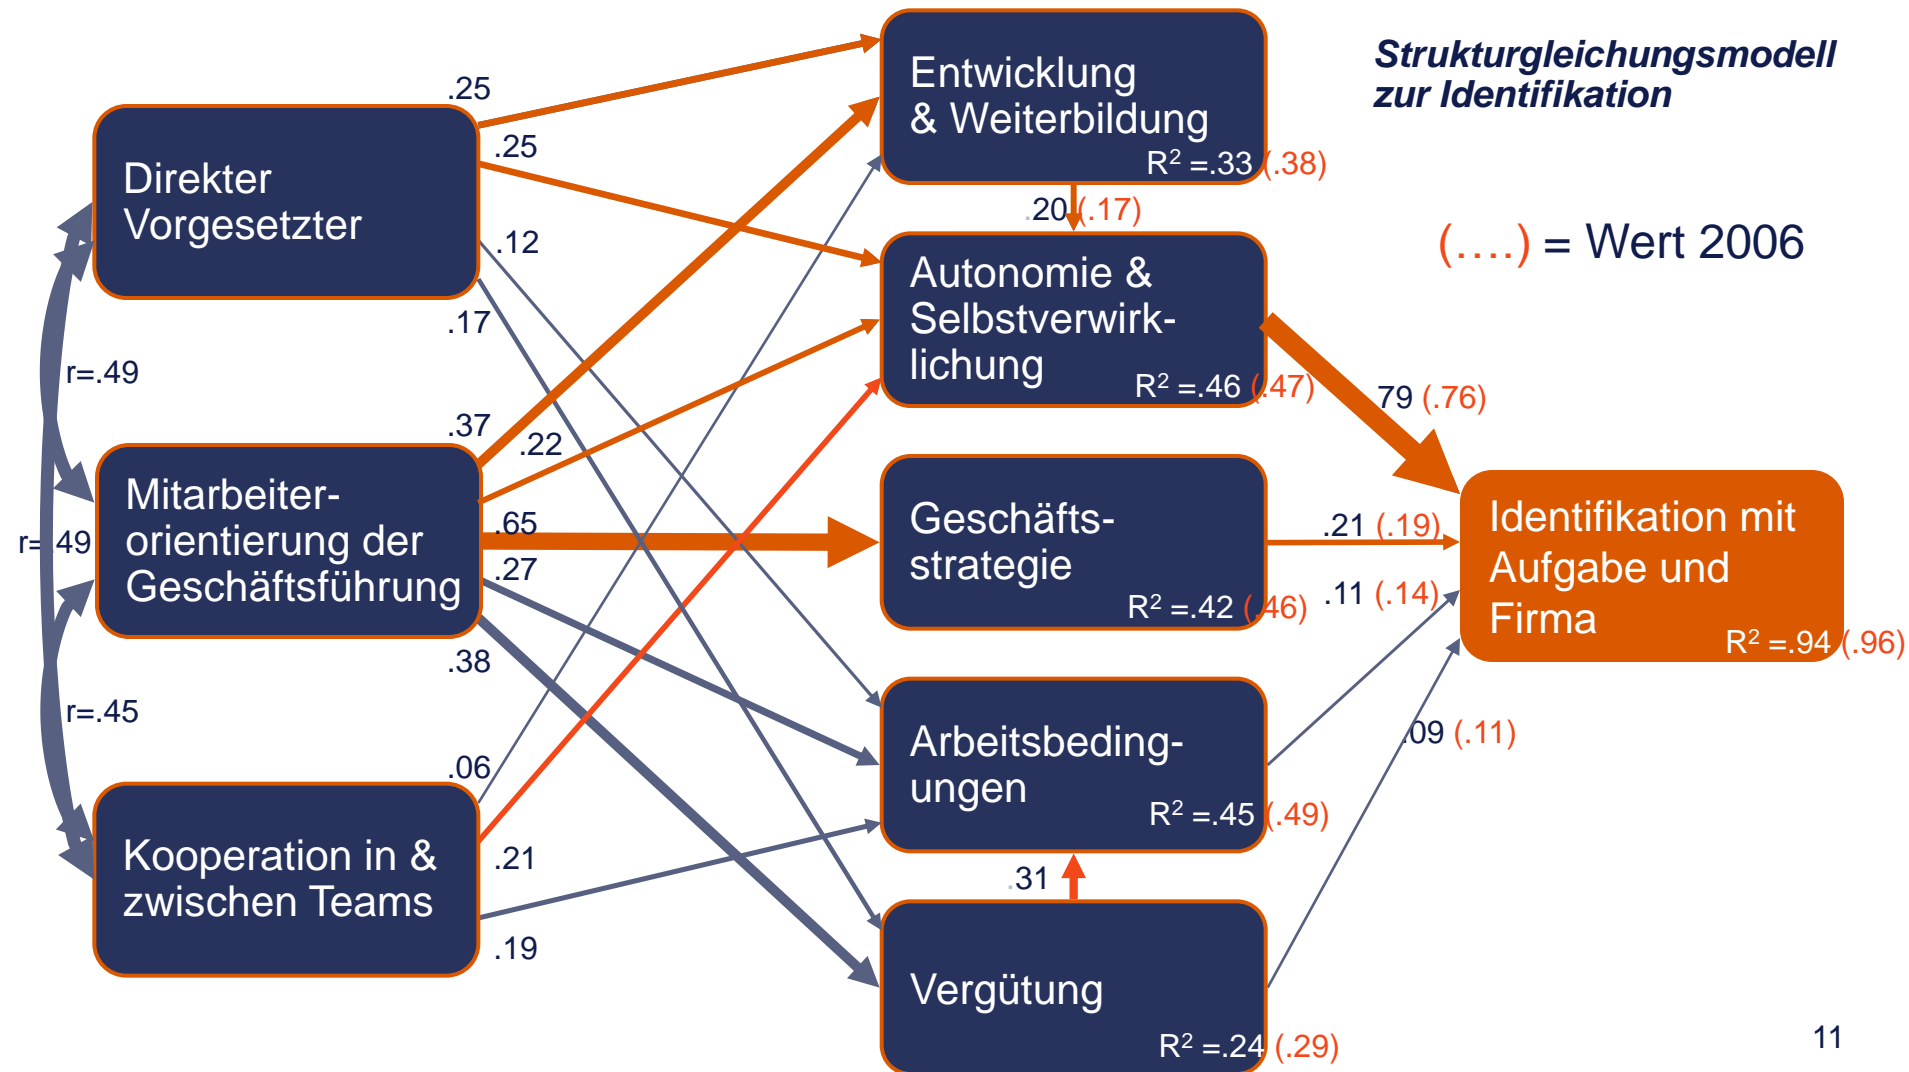 Strukturgleichungsmodell
zur Identifikation
(....) = Wert 2006
Direkter
Vorgesetzter
Mitarbeiter-
orientierung der
Geschäftsführung
Kooperation in &
zwischen Teams
r=.49
r=.49
r=.45
.25
.25
.12
.17
.37
.22
.65
.27
.38
.06
.21
.19
Entwicklung
& Weiterbildung
R² =.33 (.38)
.20 (.17)
Autonomie &
Selbstverwirk-
lichung
R² =.46 (.47)
Geschäfts-
strategie
R² =.42 (.46)
Arbeitsbeding-
ungen
R² =.45 (.49)
.31
Vergütung
R² =.24 (.29)
79 (.76)
.21 (.19)
.11 (.14)
.09 (.11)
Identifikation mit
Aufgabe und
Firma
R² =.94 (.96)
11